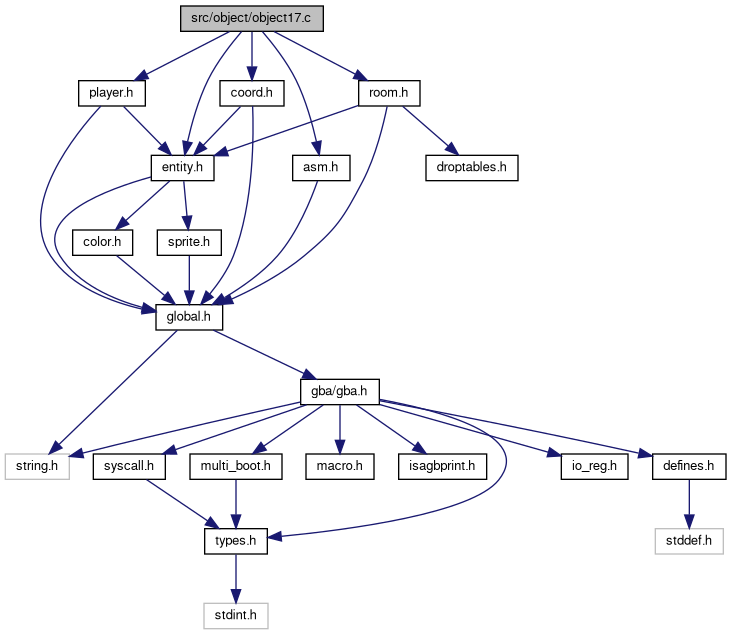 src/object/object17.c
player.h
coord.h
room.h
entity.h
asm.h
droptables.h
color.h
sprite.h
global.h
gba/gba.h
string.h
syscall.h
multi_boot.h
macro.h
isagbprint.h
io_reg.h
defines.h
types.h
stddef.h
stdint.h